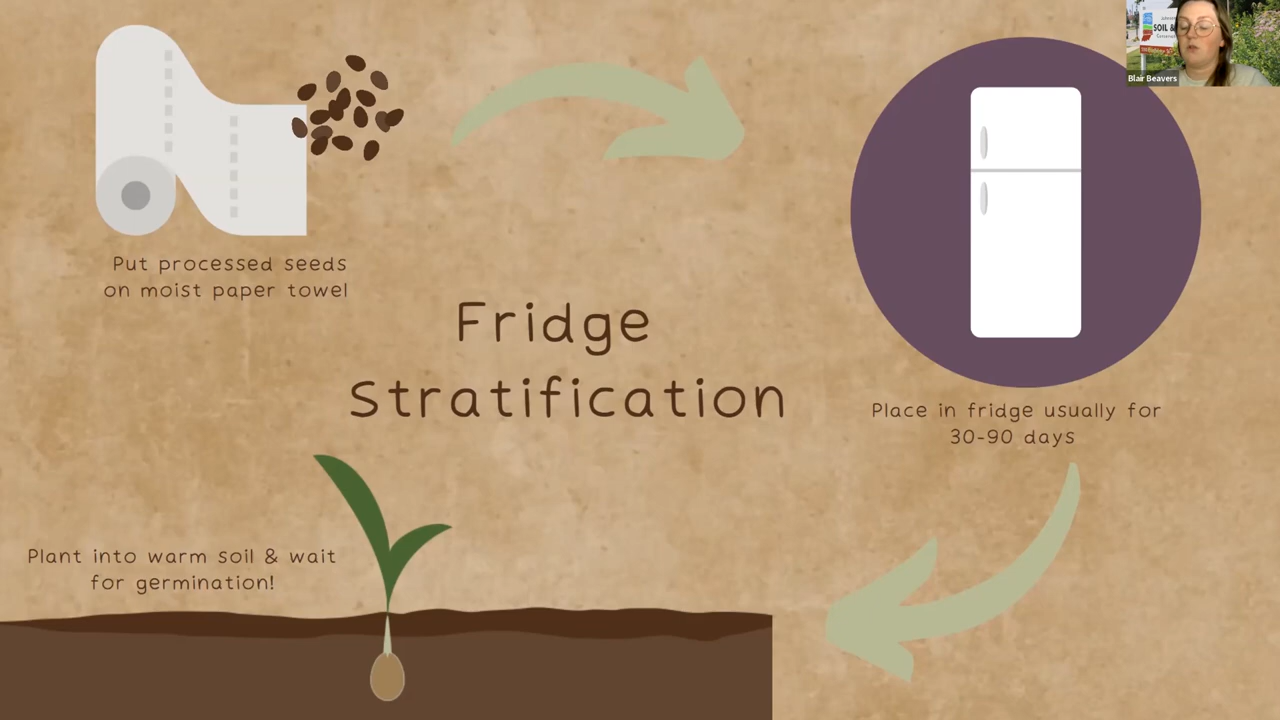 Put processed seeds
on moist paper towel
Fridge
Stratification
Place in fridge usually for
30-90 days
Plant into warm soil & wait
for germination!
SOIL &
Blair Beavers